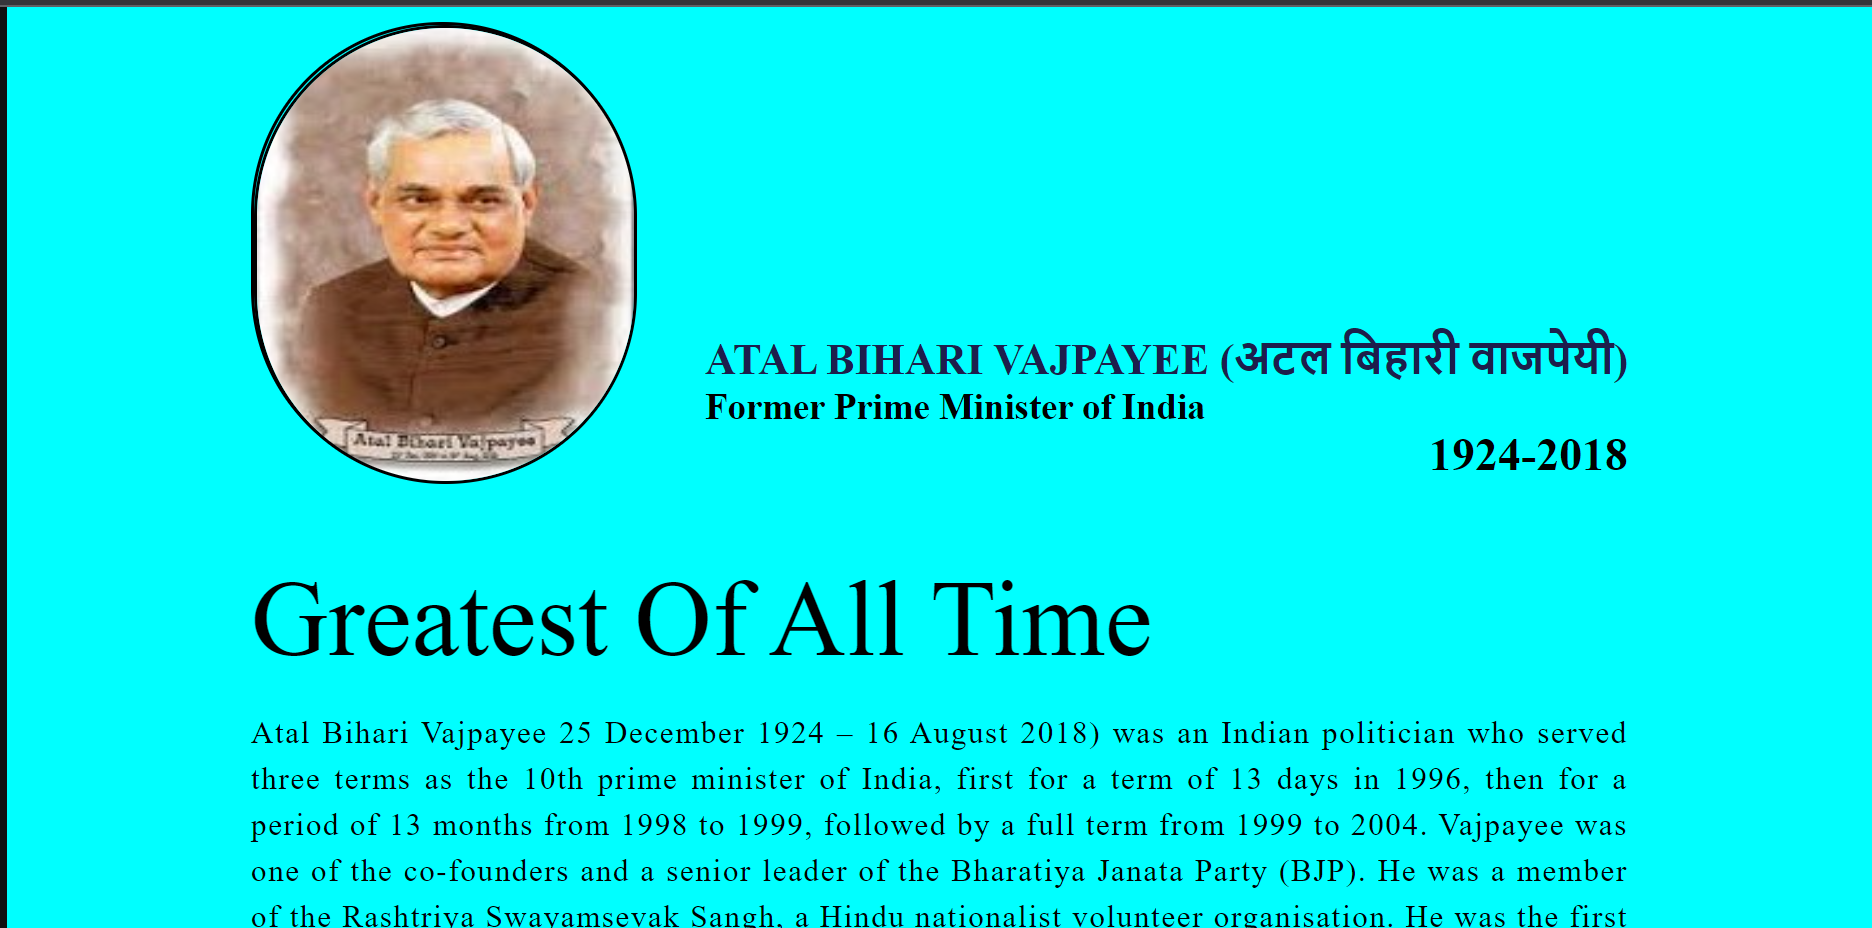 Atal Bihari Vajpayee
ATAL BIHARI VAJPAYEE (अटल बिहारी वाजपेयी)
Former Prime Minister of India
1924-2018
Greatest Of All Time
Atal Bihari Vajpayee 25 December 1924 – 16 August 2018) was an Indian politician who served
three terms as the 10th prime minister of India, first for a term of 13 days in 1996, then for a
period of 13 months from 1998 to 1999, followed by a full term from 1999 to 2004. Vajpayee was
one of the co-founders and a senior leader of the Bharatiya Janata Party (BJP). He was a member
of the Rashtriya Swayamsevak Sangh, a Hindu nationalist volunteer organisation. He was the first